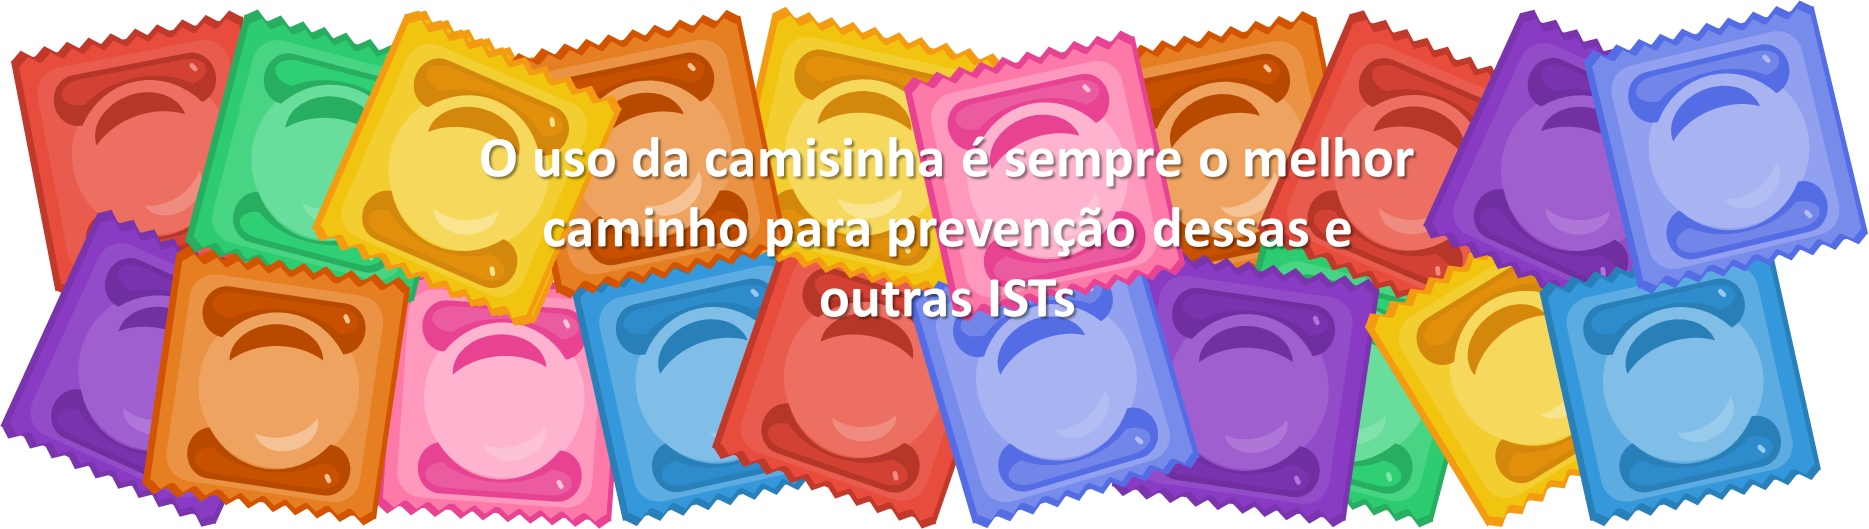 O uso da camisinha é sempre o melhor
caminho para prevenção dessas e
outras ISTs